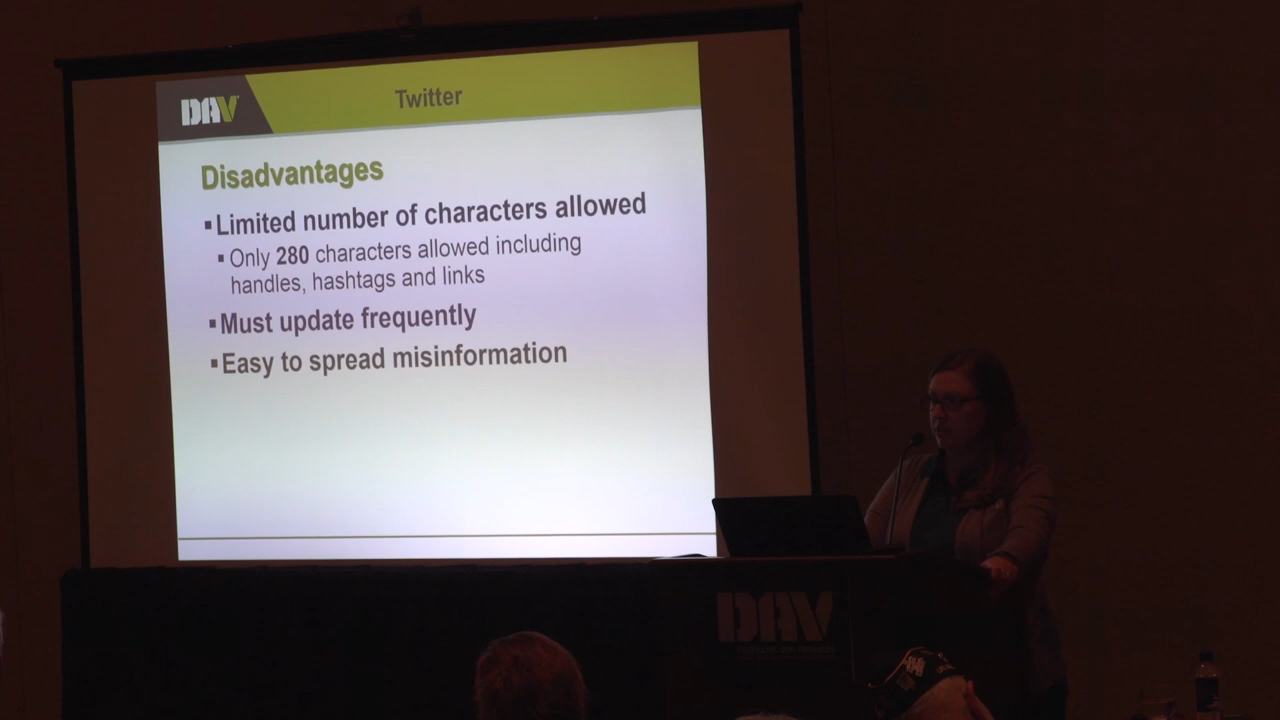 DAV
Twitter
Disadvantages
▪Limited number of characters allowed
▪Only 280 characters allowed including
handles, hashtags and links
▪Must update frequently
▪Easy to spread misinformation
DAV